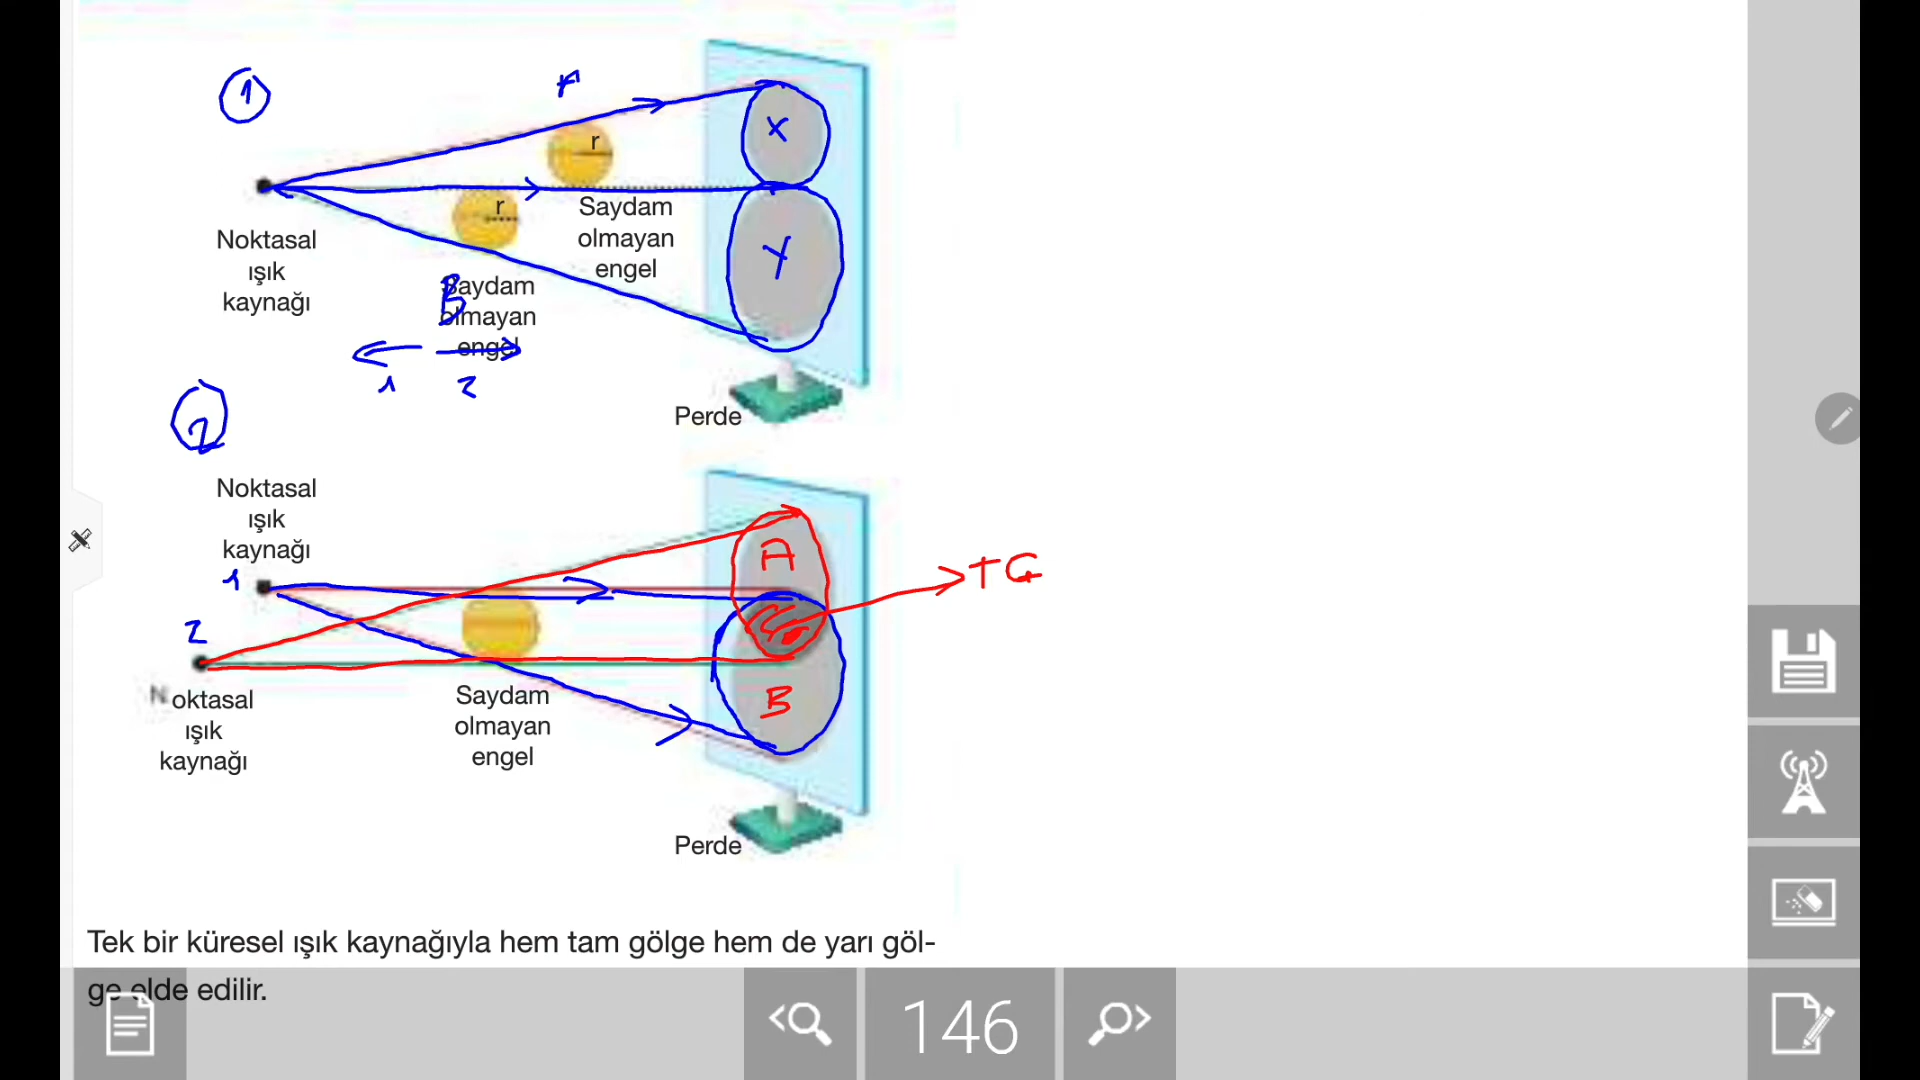 1
A
X
r
r
Y
Noktasal
ışık
kaynağı
Saydam
olmayan
engel
B
Saydam
olmayan
engel
1 2
Perde
2
Noktasal
ışık
kaynağı
1
2
A
TG
B
Noktasal
ışık
kaynağı
Saydam
olmayan
engel
Perde
Tek bir küresel ışık kaynağıyla hem tam gölge hem de yarı göl-
ge elde edilir.
146